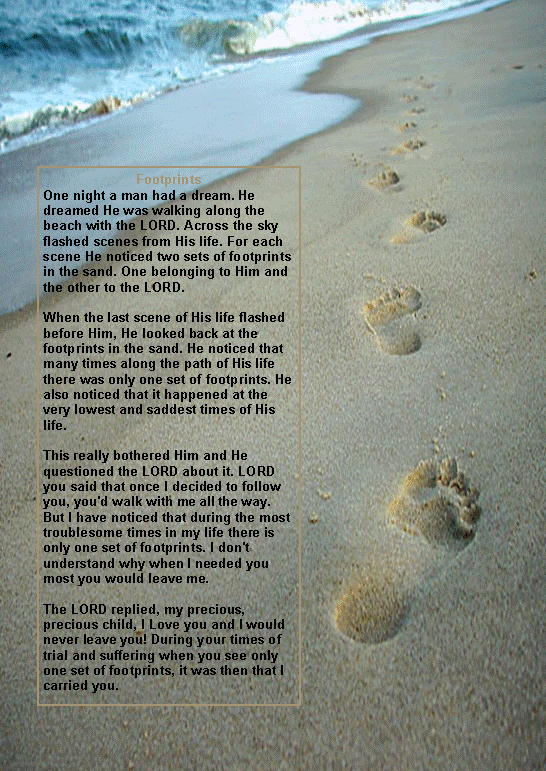 Footprints
One night a man had a dream. He
dreamed He was walking along the
beach with the LORD. Across the sky
flashed scenes from His life. For each
scene He noticed two sets of footprints
in the sand. One belonging to Him and
the other to the LORD.
When the last scene of His life flashed
before Him, He looked back at the
footprints in the sand. He noticed that
many times along the path of His life
there was only one set of footprints. He
also noticed that it happened at the
very lowest and saddest times of His
life.
This really bothered Him and He
questioned the LORD about it. LORD
you said that once I decided to follow
you, you'd walk with me all the way.
But I have noticed that during the most
troublesome times in my life there is
only one set of footprints. I don't
understand why when I needed you
most you would leave me.
The LORD replied, my precious,
precious child, I Love you and I would
never leave you! During your times of
trial and suffering when you see only
one set of footprints, it was then that I
carried you.